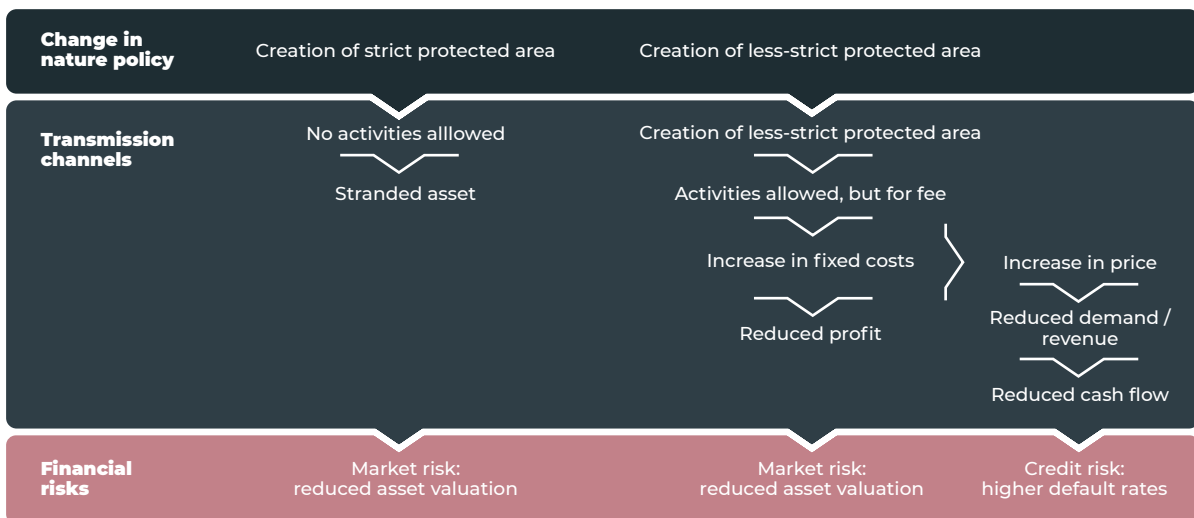 Change in
nature policy
Creation of strict protected area
Creation of less-strict protected area
Transmission
channels
No activities alllowed
Stranded asset
Creation of less-strict protected area
Activities allowed, but for fee
Increase in fixed costs
Reduced profit
Increase in price
Reduced demand /
revenue
Reduced cash flow
Financial
risks
Market risk:
reduced asset valuation
Market risk:
reduced asset valuation
Credit risk:
higher default rates